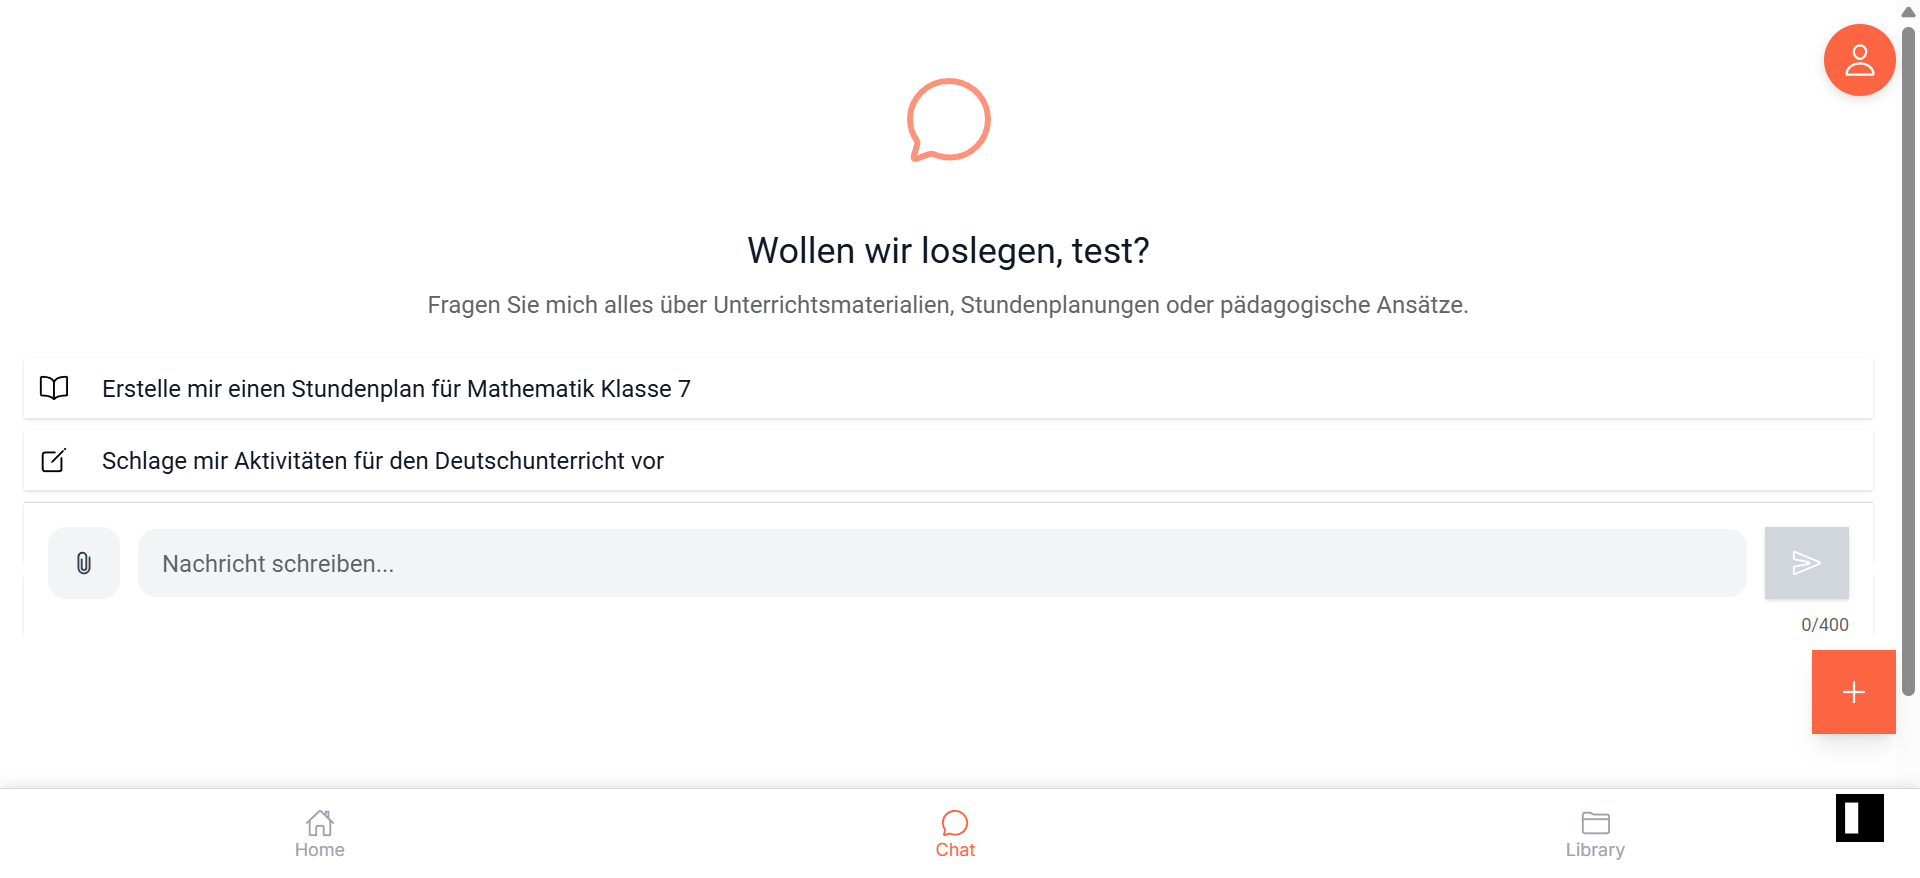 Wollen wir loslegen, test?
Fragen Sie mich alles über Unterrichtsmaterialien, Stundenplanungen oder pädagogische Ansätze.
Erstelle mir einen Stundenplan für Mathematik Klasse 7
Schlage mir Aktivitäten für den Deutschunterricht vor
Nachricht schreiben...
0/400
Home
Chat
Library